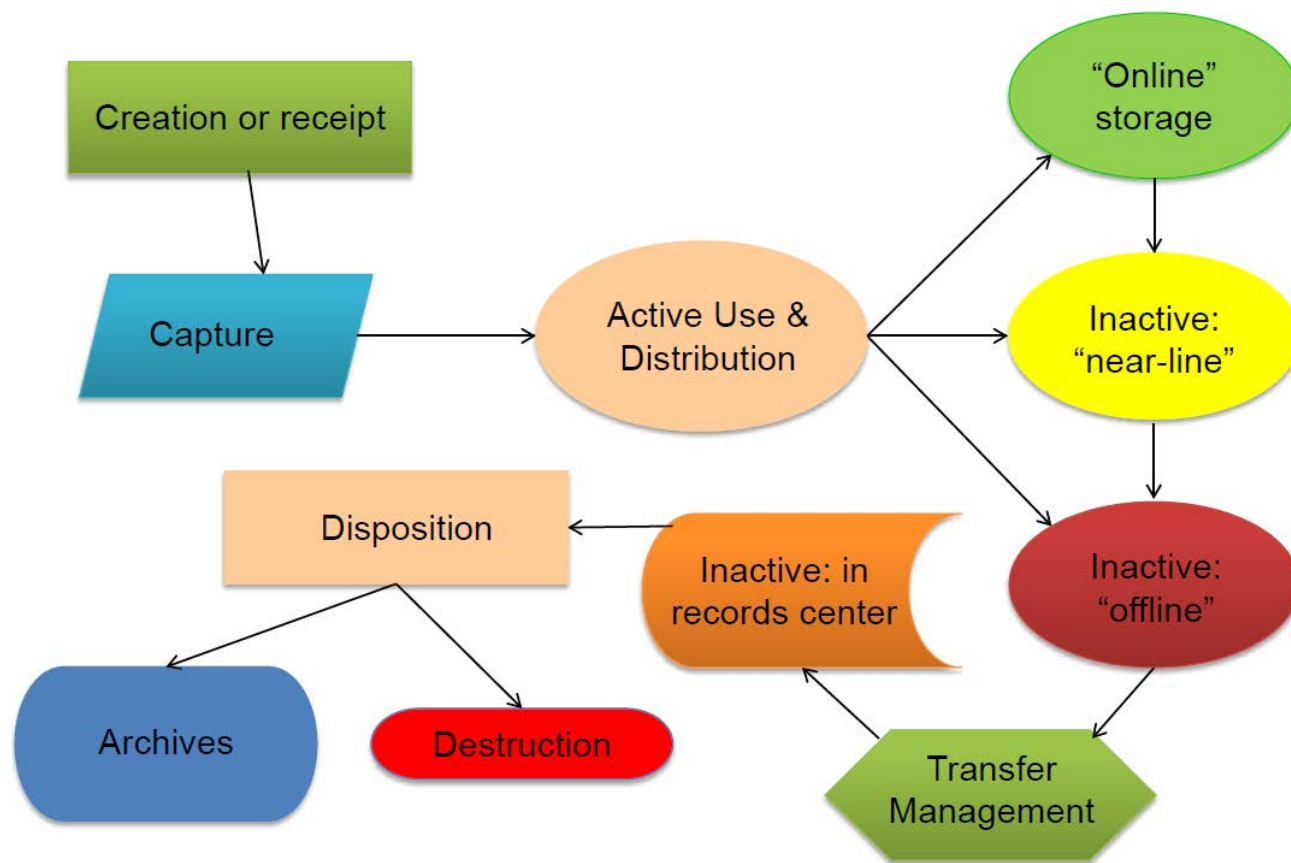 Creation or receipt
Capture
Active Use &
Distribution
“Online”
storage
Inactive:
“near-line”
Inactive:
“offline”
Transfer
Management
Inactive: in
records center
Disposition
Archives
Destruction